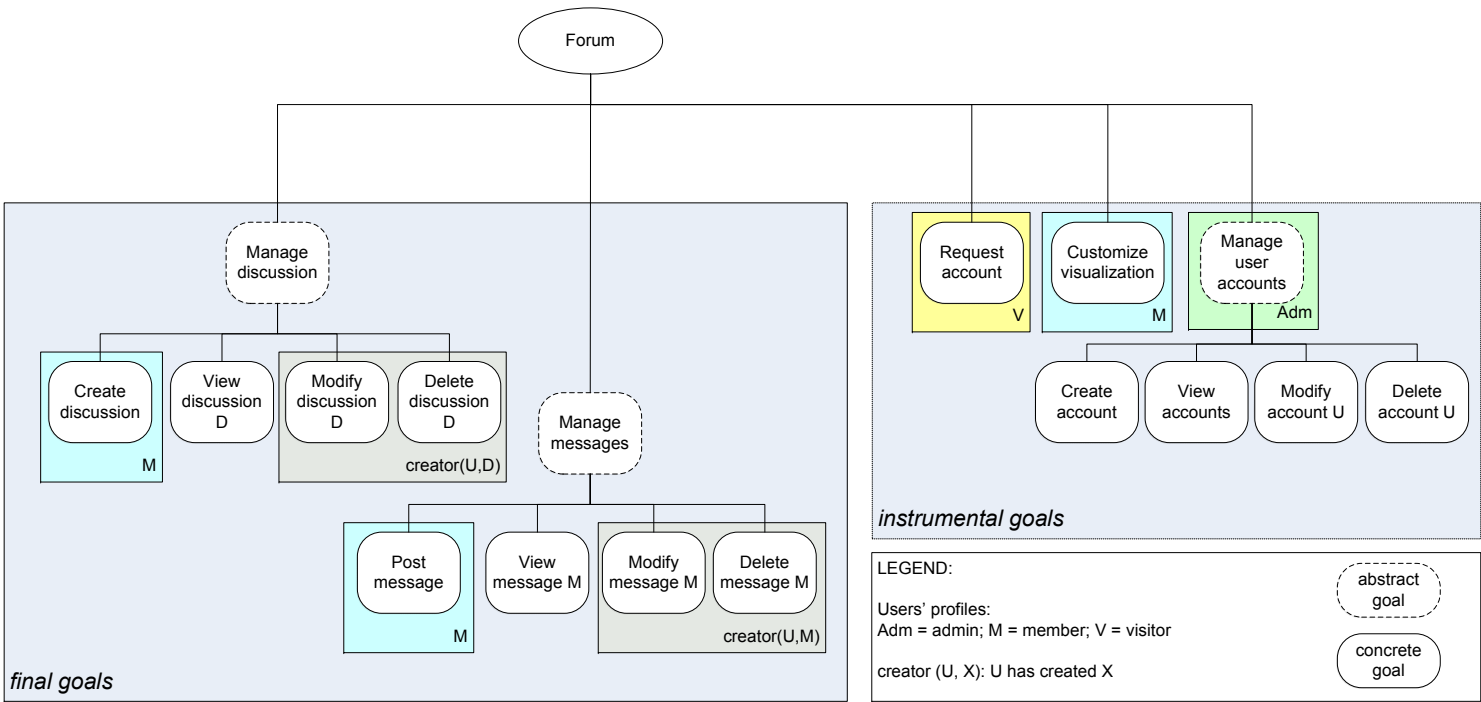 Forum
Manage
discussion
Create
discussion
M
View
discussion
D
Modify
discussion
D
Delete
discussion
D
creator(U,D)
Manage
messages
Post
message
M
View
message M
Modify
message M
Delete
message M
creator(U,M)
final goals
Request
account
V
Customize
visualization
M
Manage
user
accounts
Adm
Create
account
View
accounts
Modify
account U
Delete
account U
instrumental goals
LEGEND:
Users' profiles:
Adm = admin; M = member; V = visitor
creator (U, X): U has created X
abstract
goal
concrete
goal